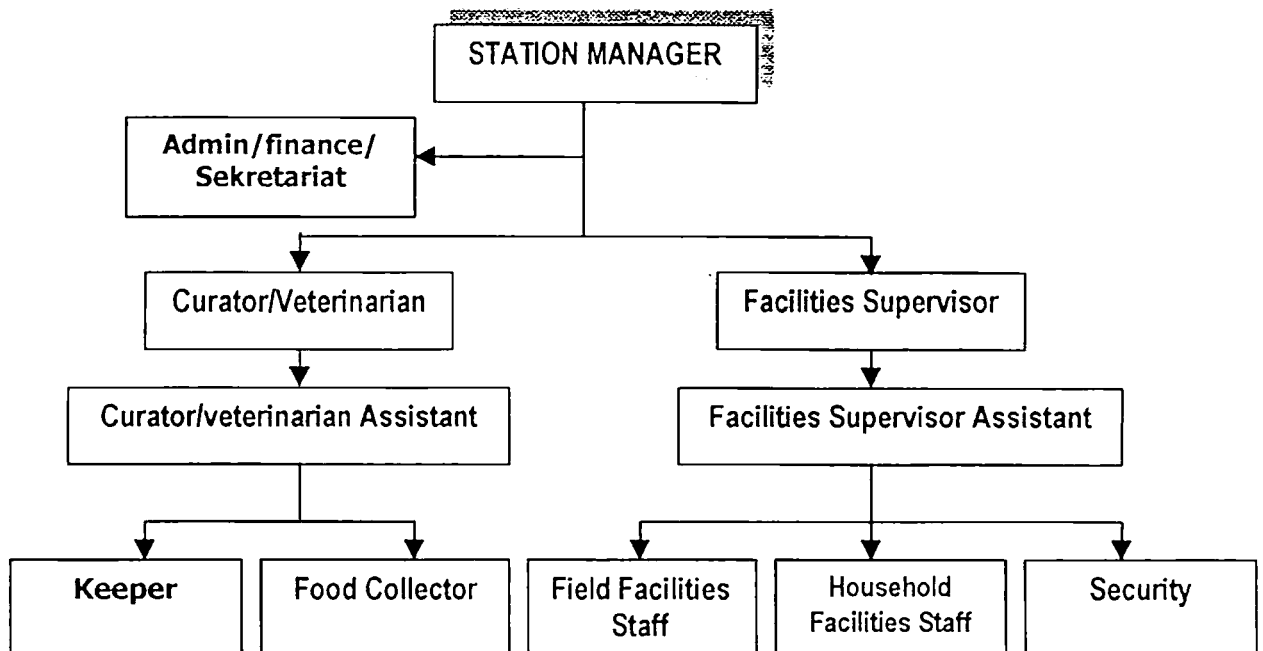 STATION MANAGER
Admin/finance/
Sekretariat
Curator/Veterinarian
Facilities Supervisor
Curator/veterinarian Assistant
Facilities Supervisor Assistant
Keeper
Food Collector
Field Facilities
Staff
Household
Facilities Staff
Security